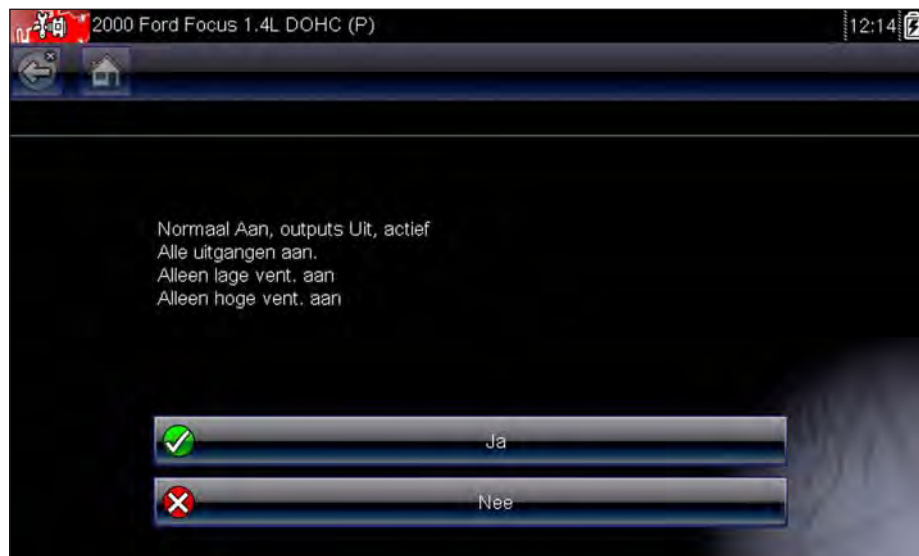 2000 Ford Focus 1.4L DOHC (P)
12:14
Normaal Aan, outputs Uit, actief
Alle uitgangen aan.
Alleen lage vent. aan
Alleen hoge vent. aan
Ja
Nee